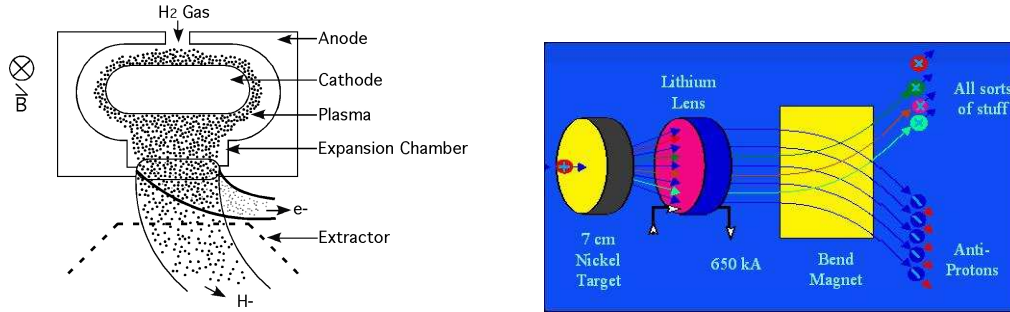 H2 Gas
Anode
B
Cathode
Plasma
Expansion Chamber
e-
Extractor
H-
Lithium
Lens
All sorts
of stuff
7 cm
Nickel
Target
650 kA
Bend
Magnet
Anti-
Protons